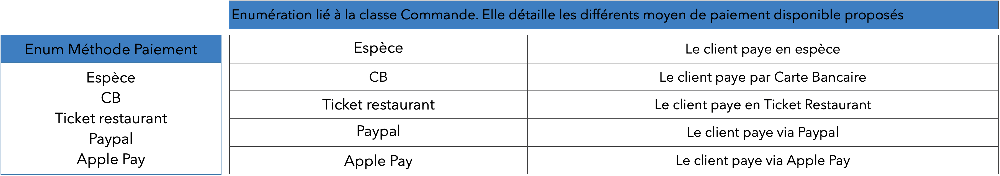 Enumération lié à la classe Commande. Elle détaille les différents moyen de paiement disponible proposés
Enum Méthode Paiement
Espèce
CB
Ticket restaurant
Paypal
Apple Pay
Espèce Le client paye en espèce
CB Le client paye par Carte Bancaire
Ticket restaurant Le client paye en Ticket Restaurant
Paypal Le client paye via Paypal
Apple Pay Le client paye via Apple Pay